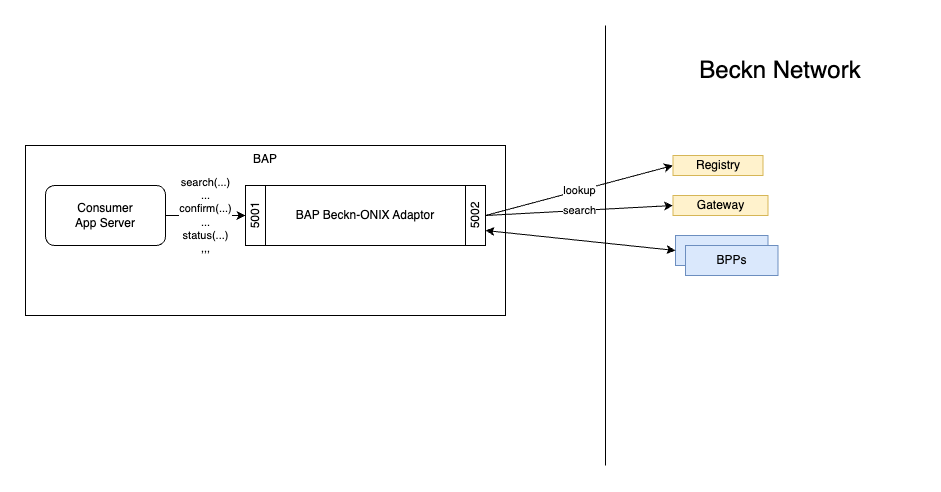 Beckn Network
BAP
Consumer
App Server
search(...)
...
confirm(...)
...
status(...)
,,,
5001
BAP Beckn-ONIX Adaptor
5002
lookup
search
Registry
Gateway
BPPs